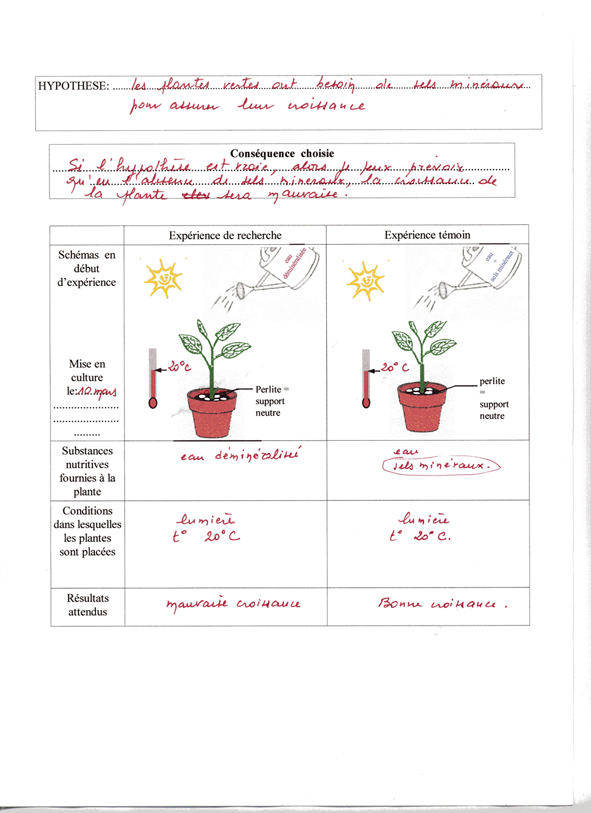 HYPOTHESE: les plantes vertes ont besoin de sels minéraux
pour assurer leur croissance
Conséquence choisie
Si l'hypothèse est vraie, alors je peux prévoir
qu'en l'absence de sels mineraux, la croissance de
la plante sera mauvaise.
Expérience de recherche
Expérience témoin
Schémas en
début
d'expérience
eau
déminéralisée
eau
+
sels minéraux
Mise en
culture
le:10.mars
20°C
Perlite =
support
neutre
20°C
perlite
=
support
neutre
Substances
nutritives
fournies à la
plante
eau déminéralisé
eau
sels minéraux.
Conditions
dans lesquelles
les plantes
sont placées
lumière
t° 20°C
lumière
t° 20°C.
Résultats
attendus
mauvaise croissance
Bonne croissance.